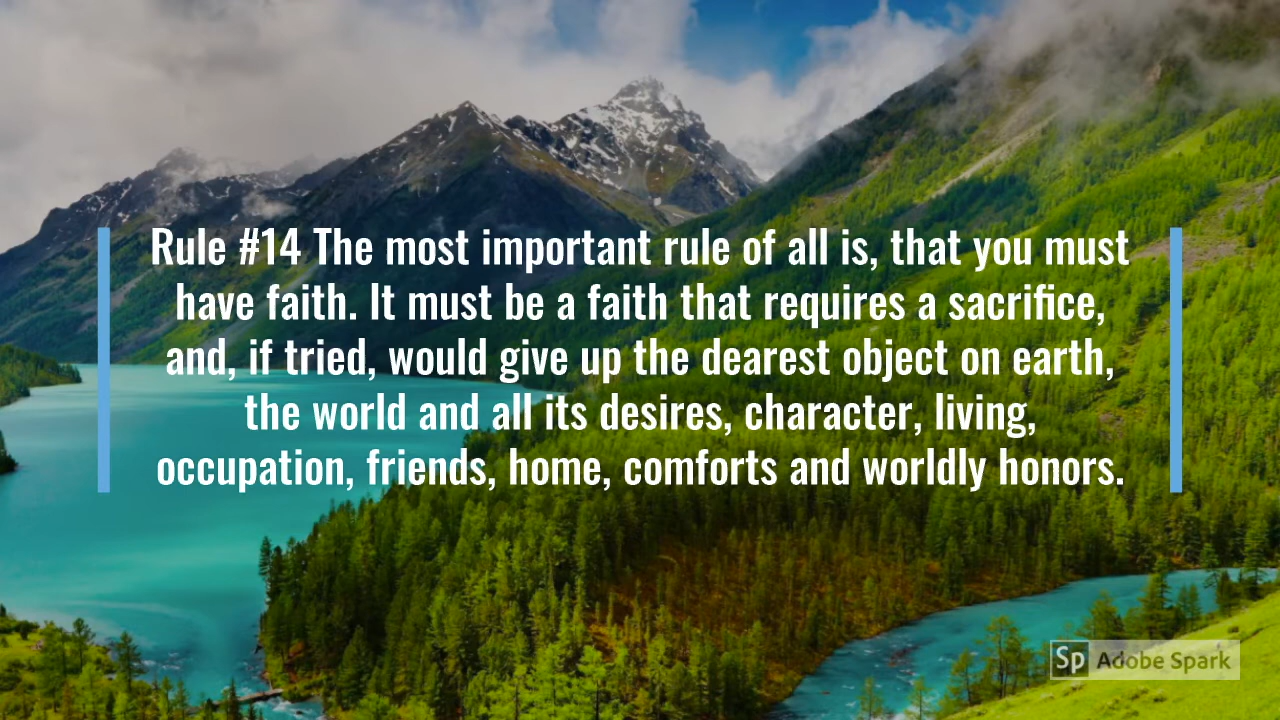 Rule #14 The most important rule of all is, that you must
have faith. It must be a faith that requires a sacrifice,
and, if tried, would give up the dearest object on earth,
the world and all its desires, character, living,
occupation, friends, home, comforts and worldly honors.
Sp Adobe Spark